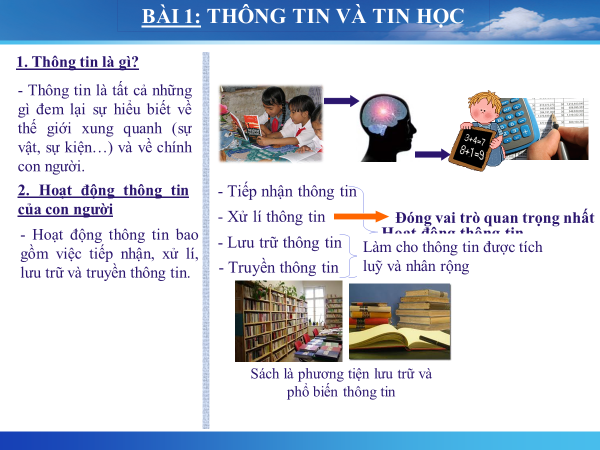 BÀI 1: THÔNG TIN VÀ TIN HỌC
1. Thông tin là gì?
- Thông tin là tất cả những
gì đem lại sự hiểu biết về
thế giới xung quanh (sự
vật, sự kiện…) và về chính
con người.
2. Hoạt động thông tin
của con người
- Hoạt động thông tin bao
gồm việc tiếp nhận, xử lí,
lưu trữ và truyền thông tin.
3+4=7
8+1=9
- Tiếp nhận thông tin
- Xử lí thông tin
Đóng vai trò quan trọng nhất
Hoạt động thông tin
- Lưu trữ thông tin
- Truyền thông tin
Làm cho thông tin được tích
luỹ và nhân rộng
Sách là phương tiện lưu trữ và
phổ biến thông tin